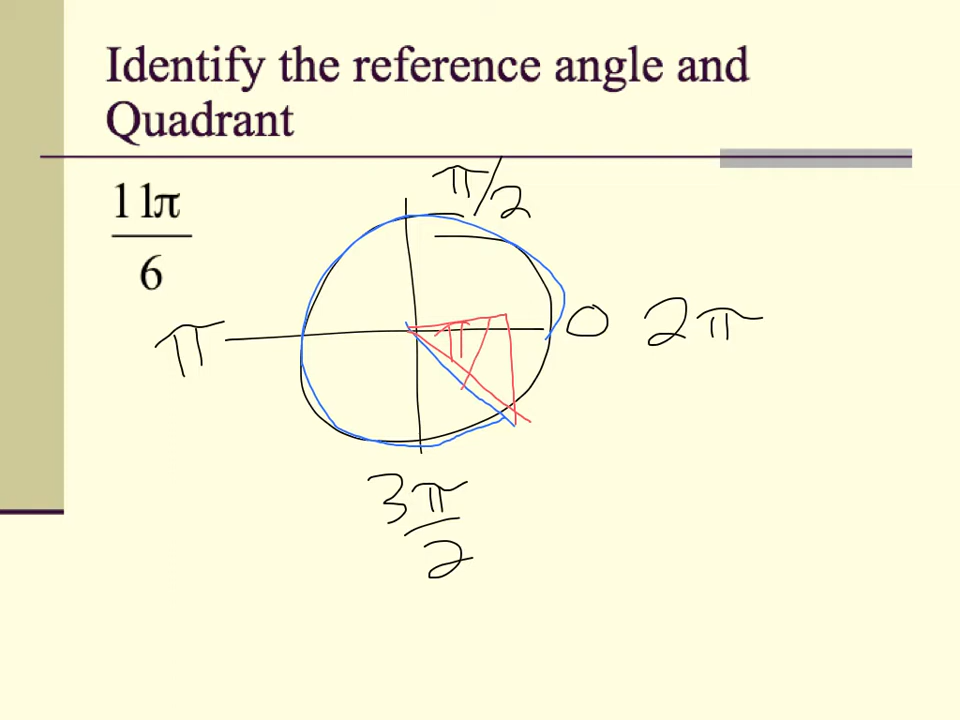 Identify the reference angle and
Quadrant
11π
6
π/2
π
0 2π
π/
3π
2